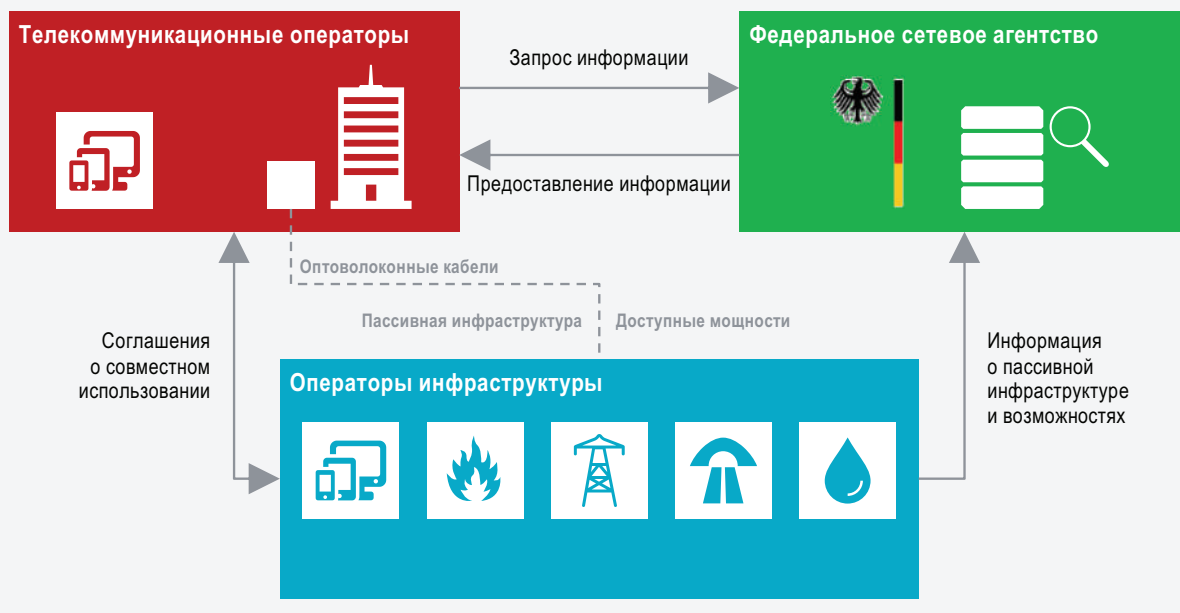 Телекоммуникационные операторы
Запрос информации
Федеральное сетевое агентство
Предоставление информации
Оптоволоконные кабели
Пассивная инфраструктура
Доступные мощности
Соглашения
о совместном
использовании
Информация
о пассивной
инфраструктуре
и возможностях
Операторы инфраструктуры